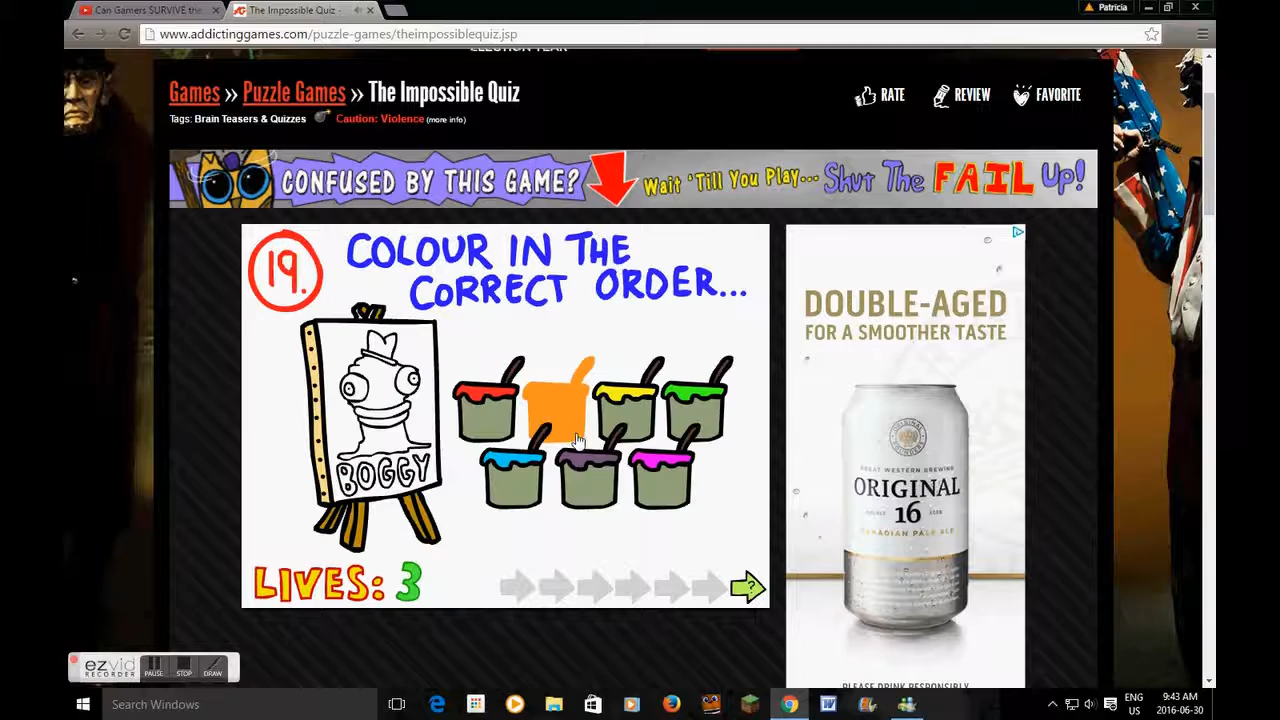 Can Gamers SURVIVE the
The Impossible Quiz -
Patricia
www.addictinggames.com/puzzle-games/theimpossiblequiz.jsp
ELECTION YEAR
Games » Puzzle Games » The Impossible Quiz
RATE
REVIEW
FAVORITE
Tags: Brain Teasers & Quizzes Caution: Violence (more info)
CONFUSED BY THIS GAME?
Wait 'Till You Play... Shut The FAIL Up!
19.
COLOUR IN THE
CORRECT ORDER...
BOGGY
LIVES: 3
?
DOUBLE-AGED
FOR A SMOOTHER TASTE
GREAT WESTERN BREWING
ORIGINAL
16
CANADIAN PALE ALE
PLEASE DRINK RESPONSIBLY
ezvid
RECORDER
PAUSE
STOP
DRAW
Search Windows
ENG
US
9:43 AM
2016-06-30